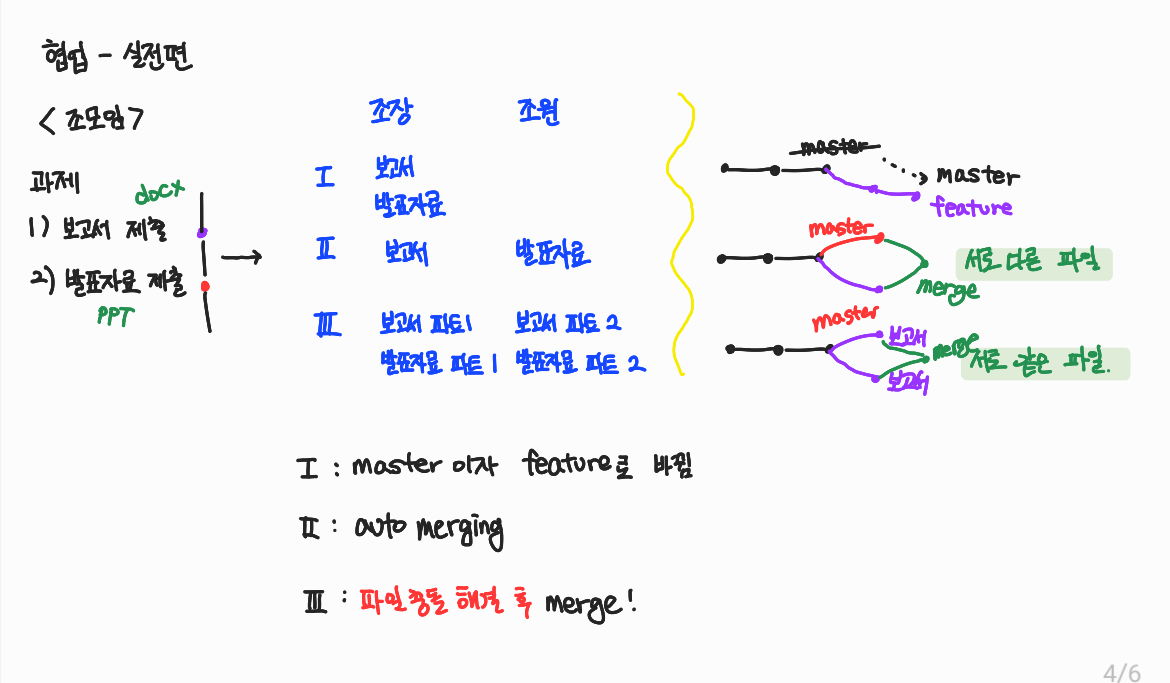 협업 - 실전편
<조모임>
과제
docx
1) 보고서 제출
2) 발표자료 제출
PPT
조장 조원
I 보고서
발표자료
II 보고서 발표자료
III 보고서 파트1 보고서 파트 2
발표자료 파트 1 발표자료 파트 2
master
master
feature
master
서로 다른 파일
merge
master
보고서
merge
서로 같은 파일.
보고서
I : master 이자 feature로 바뀜
II : auto merging
III : 파일충돌 해결 후 merge!
4/6